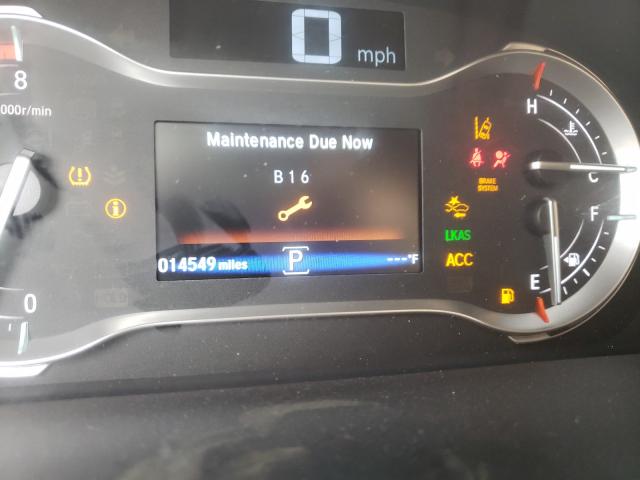 0 mph
8
000r/min
Maintenance Due Now
B16
H
C
BRAKE
SYSTEM
F
LKAS
014549 miles P ---°F
ACC
0
E